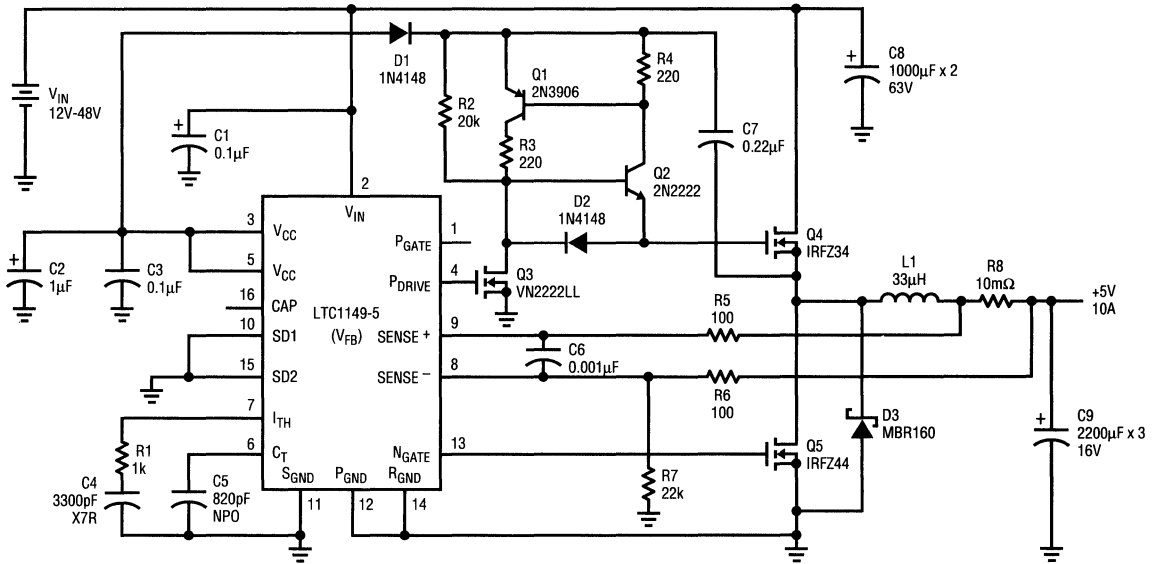 V_IN
12V-48V
C1
0.1µF
D1
1N4148
R2
20k
Q1
2N3906
R3
220
R4
220
C7
0.22µF
C8
1000µF x 2
63V
Q2
2N2222
D2
1N4148
Q3
VN2222LL
Q4
IRFZ34
L1
33µH
R8
10mΩ
+5V
10A
C2
1µF
C3
0.1µF
2
V_IN
3
V_CC
5
V_CC
16
CAP
10
SD1
15
SD2
7
I_TH
6
C_T
LTC1149-5
(V_FB)
P_GATE
1
P_DRIVE
4
SENSE+
9
SENSE–
8
N_GATE
13
S_GND
11
P_GND
12
R_GND
14
R1
1k
C4
3300pF
X7R
C5
820pF
NPO
C6
0.001µF
R5
100
R6
100
R7
22k
Q5
IRFZ44
D3
MBR160
C9
2200µF x 3
16V